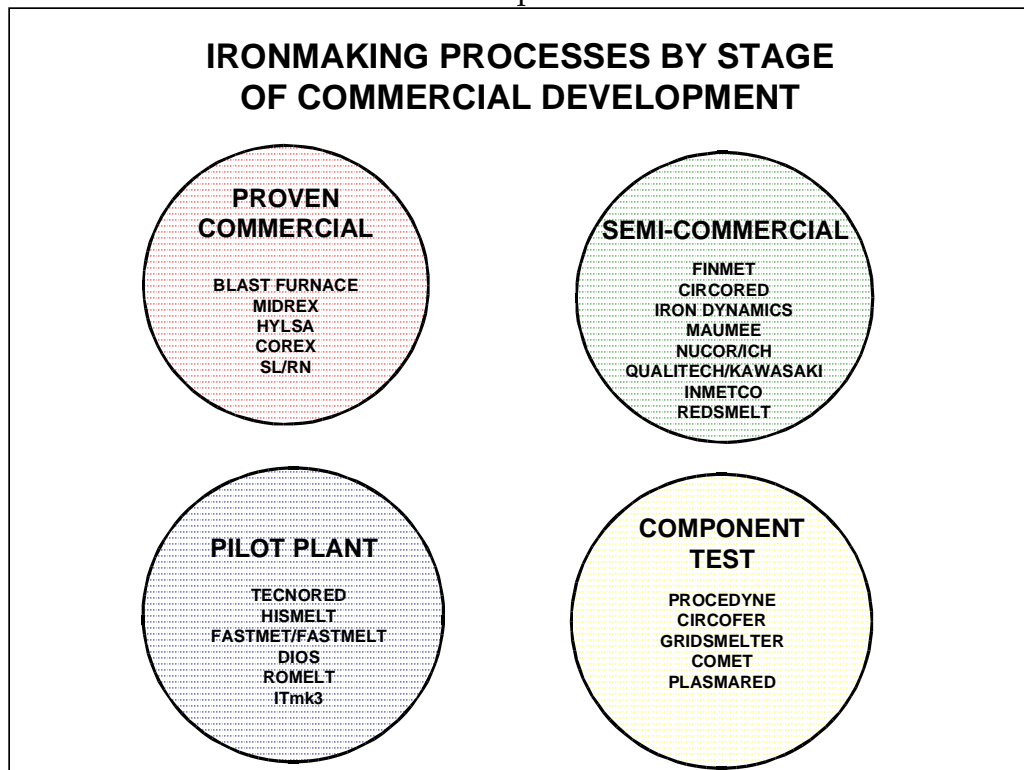 IRONMAKING PROCESSES BY STAGE
OF COMMERCIAL DEVELOPMENT
PROVEN
COMMERCIAL
BLAST FURNACE
MIDREX
HYLSA
COREX
SL/RN
SEMI-COMMERCIAL
FINMET
CIRCORED
IRON DYNAMICS
MAUMEE
NUCOR/ICH
QUALITECH/KAWASAKI
INMETCO
REDSMELT
PILOT PLANT
TECNORED
HISMELT
FASTMET/FASTMELT
DIOS
ROMELT
ITmk3
COMPONENT
TEST
PROCEDYNE
CIRCOFER
GRIDSMELTER
COMET
PLASMARED